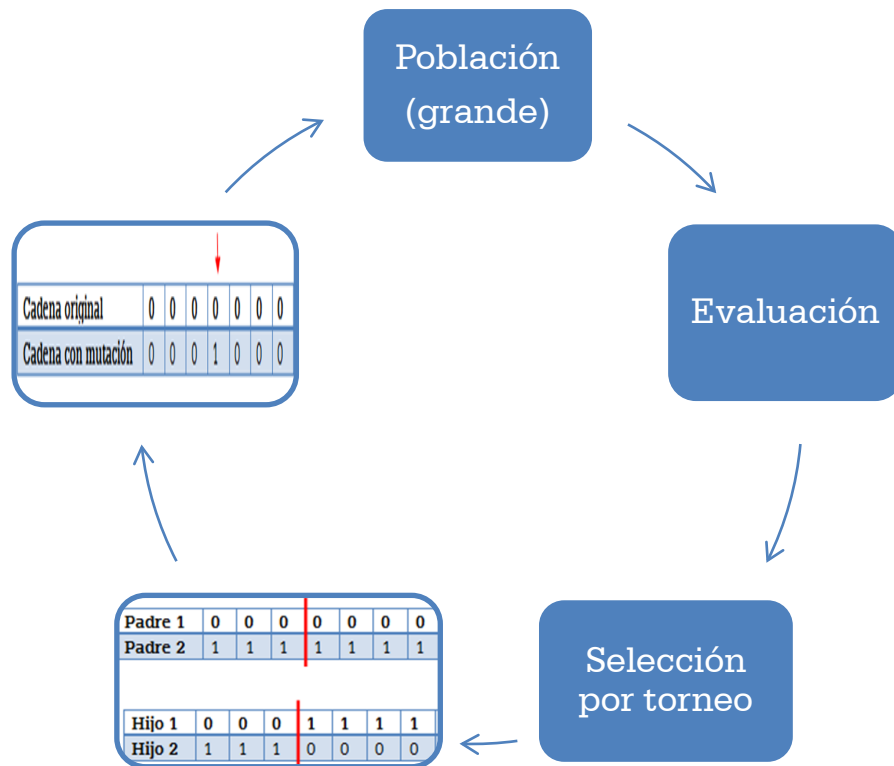 Población
(grande)
Evaluación
Selección
por torneo
Padre 1 0 0 0 0 0 0 0
Padre 2 1 1 1 1 1 1 1
Hijo 1 0 0 0 1 1 1 1
Hijo 2 1 1 1 0 0 0 0
Cadena original 0 0 0 0 0 0 0
Cadena con mutación 0 0 0 1 0 0 0